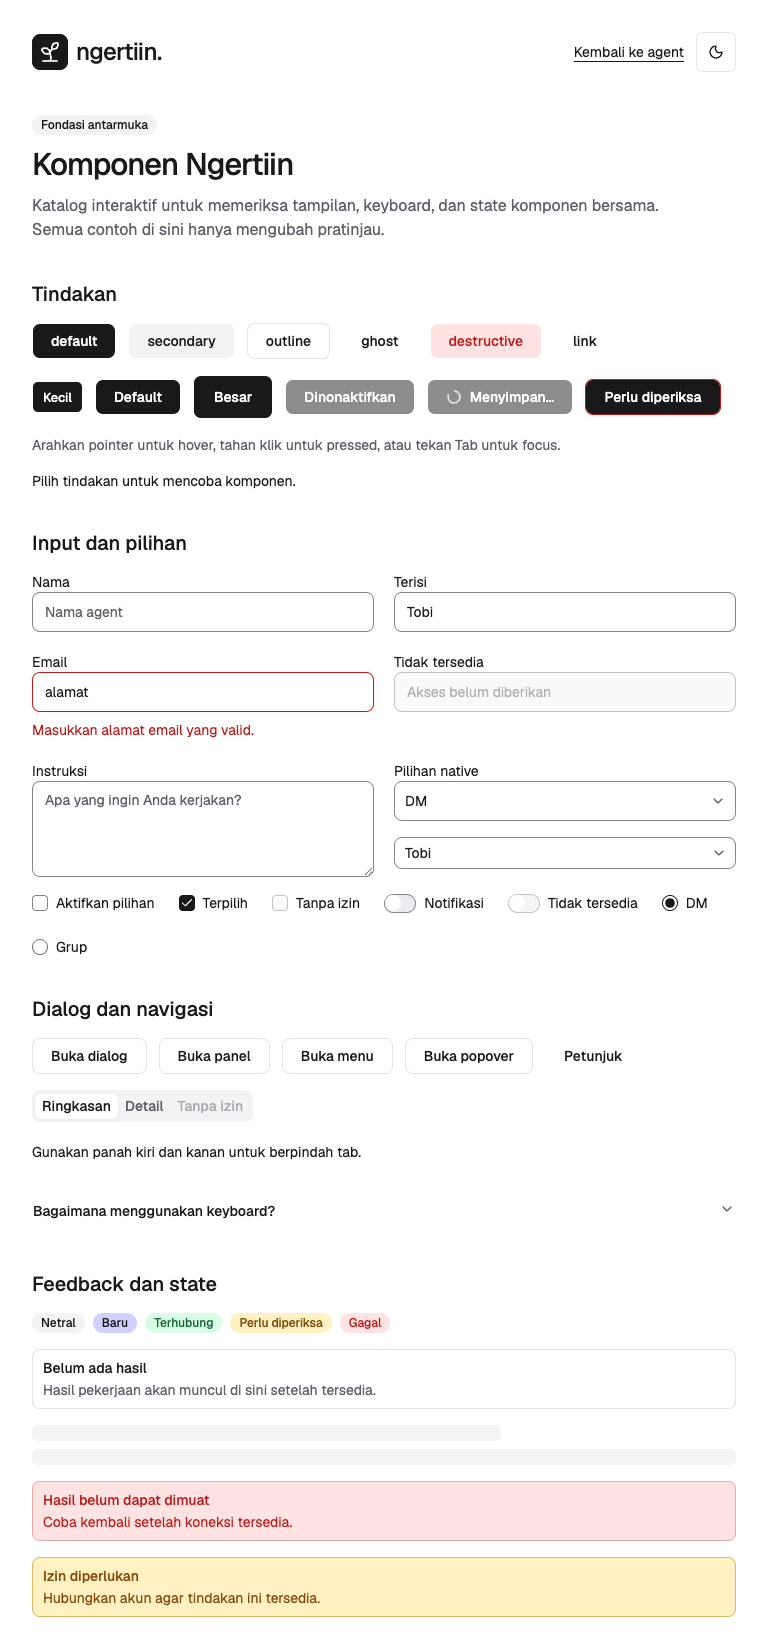 ngertiin.
Kembali ke agent
Fondasi antarmuka
Komponen Ngertiin
Katalog interaktif untuk memeriksa tampilan, keyboard, dan state komponen bersama.
Semua contoh di sini hanya mengubah pratinjau.
Tindakan
default secondary outline ghost destructive link
Kecil Default Besar Dinonaktifkan Menyimpan... Perlu diperiksa
Arahkan pointer untuk hover, tahan klik untuk pressed, atau tekan Tab untuk focus.
Pilih tindakan untuk mencoba komponen.
Input dan pilihan
Nama
Nama agent
Terisi
Tobi
Email
alamat
Masukkan alamat email yang valid.
Tidak tersedia
Akses belum diberikan
Instruksi
Apa yang ingin Anda kerjakan?
Pilihan native
DM
Tobi
Aktifkan pilihan Terpilih Tanpa izin Notifikasi Tidak tersedia DM
Grup
Dialog dan navigasi
Buka dialog Buka panel Buka menu Buka popover Petunjuk
Ringkasan Detail Tanpa izin
Gunakan panah kiri dan kanan untuk berpindah tab.
Bagaimana menggunakan keyboard?
Feedback dan state
Netral Baru Terhubung Perlu diperiksa Gagal
Belum ada hasil
Hasil pekerjaan akan muncul di sini setelah tersedia.
Hasil belum dapat dimuat
Coba kembali setelah koneksi tersedia.
Izin diperlukan
Hubungkan akun agar tindakan ini tersedia.